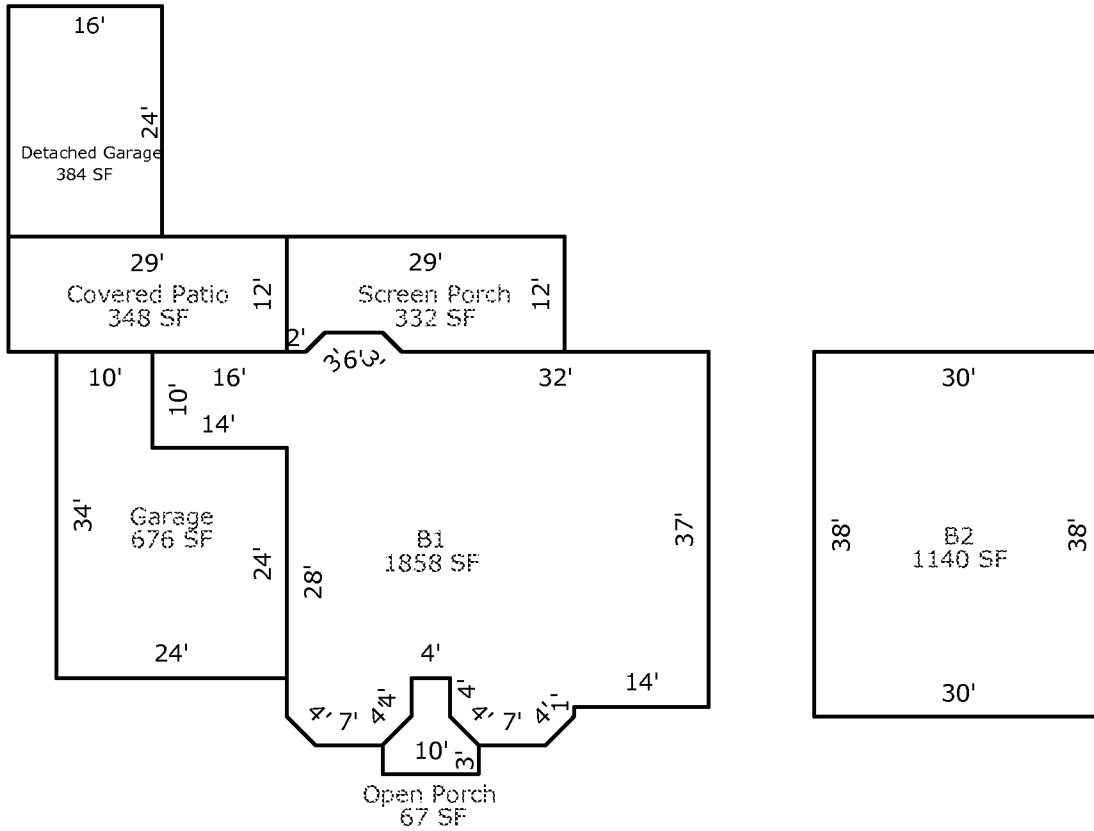 16'
24'
Detached Garage
384 SF
29'
12'
Covered Patio
348 SF
29'
12'
Screen Porch
332 SF
2'
3'
6'
3'
10'
16'
32'
30'
10'
14'
34'
Garage
676 SF
24'
28'
B1
1858 SF
37'
38'
B2
1140 SF
38'
24'
4'
14'
30'
4'
7'
4'
4'
4'
4'
7'
4'
1'
10'
3'
Open Porch
67 SF